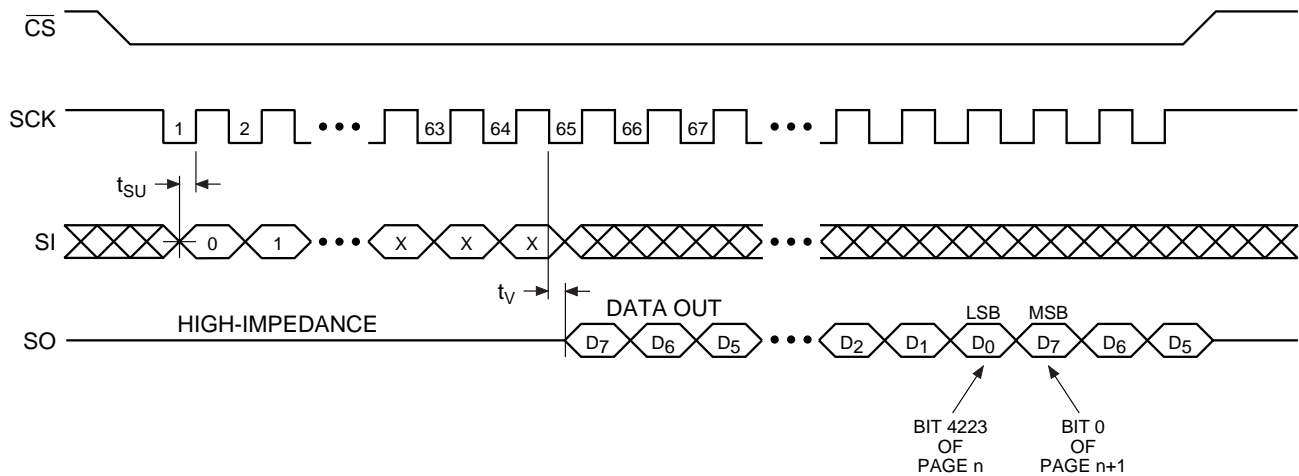 CS
SCK
1 2 63 64 65 66 67
tSU
SI
0 1 X X X
tV
HIGH-IMPEDANCE
DATA OUT
LSB MSB
SO
D7 D6 D5 D2 D1 D0 D7 D6 D5
BIT 4223
OF
PAGE n
BIT 0
OF
PAGE n+1